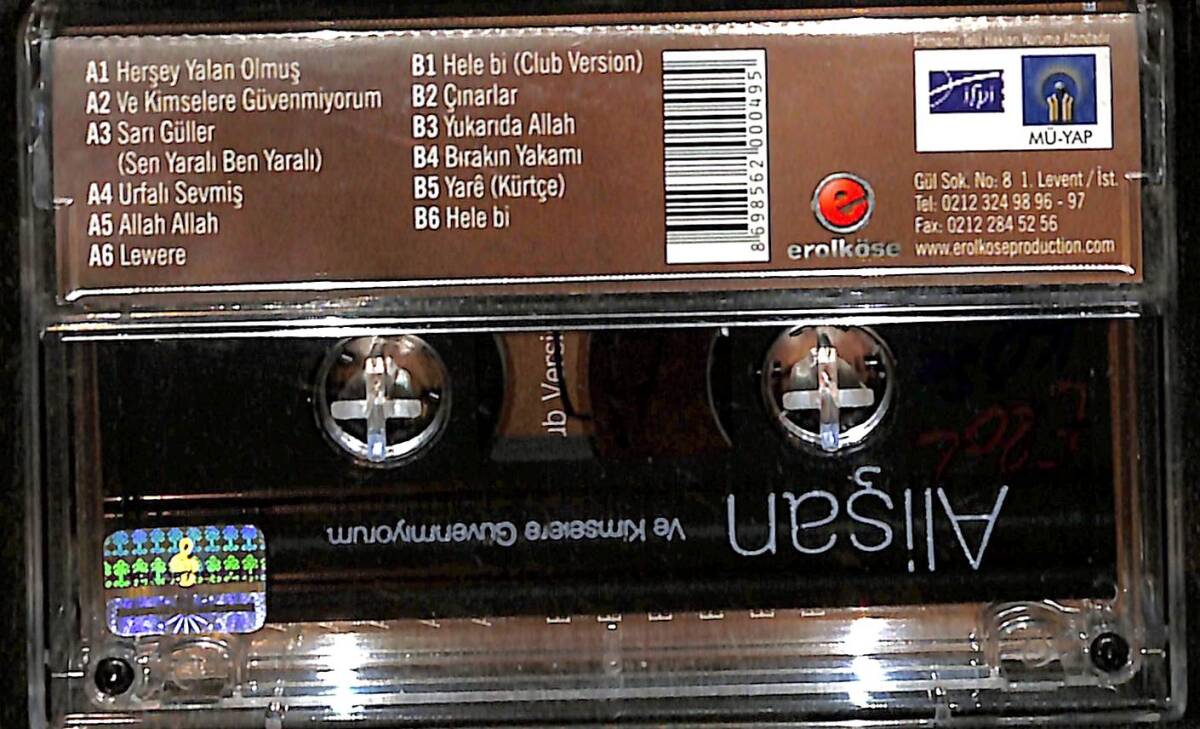 A1 Herşey Yalan Olmuş
A2 Ve Kimselere Güvenmiyorum
A3 Sarı Güller
(Sen Yaralı Ben Yaralı)
A4 Urfalı Sevmiş
A5 Allah Allah
A6 Lewere
B1 Hele bi (Club Version)
B2 Çınarlar
B3 Yukarıda Allah
B4 Bırakın Yakamı
B5 Yarê (Kürtçe)
B6 Hele bi
8698562000495
erolköse
ifpi
MÜ-YAP
Gül Sok. No: 8 1. Levent / İst.
Tel: 0212 324 98 96 - 97
Fax: 0212 284 52 56
www.erolkoseproduction.com
ub Versi
Alişan
Ve Kimselere Güvenmiyorum